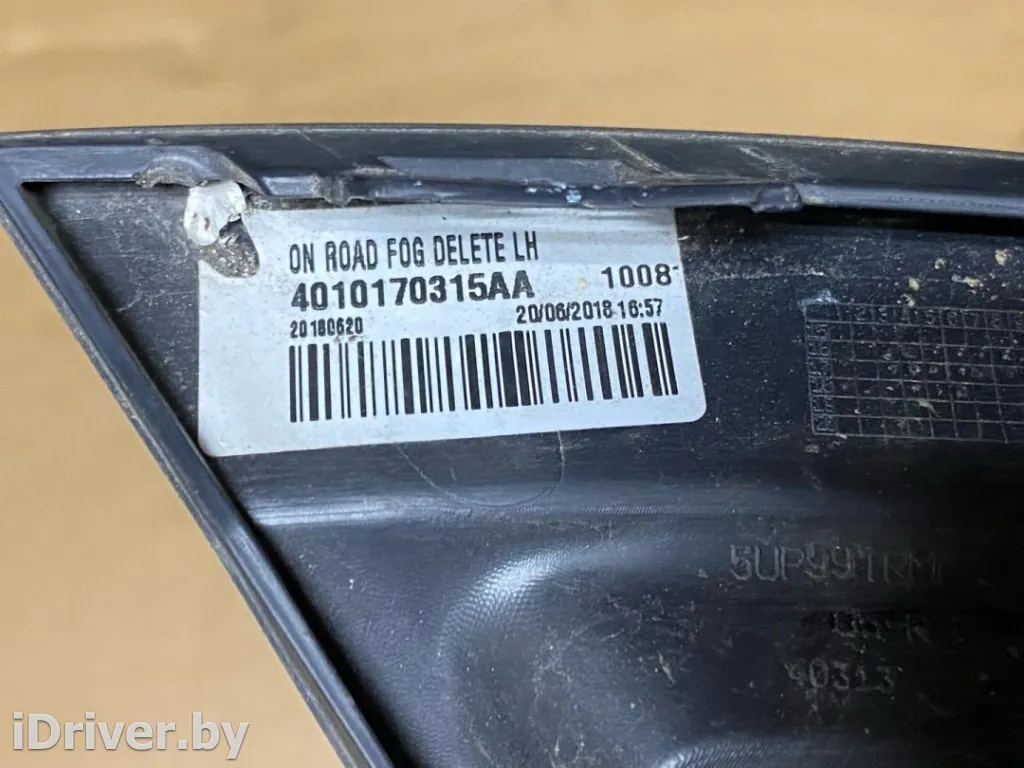 ON ROAD FOG DELETE LH
4010170315AA 1008
20180620 20/06/2018 16:57
iDriver.by